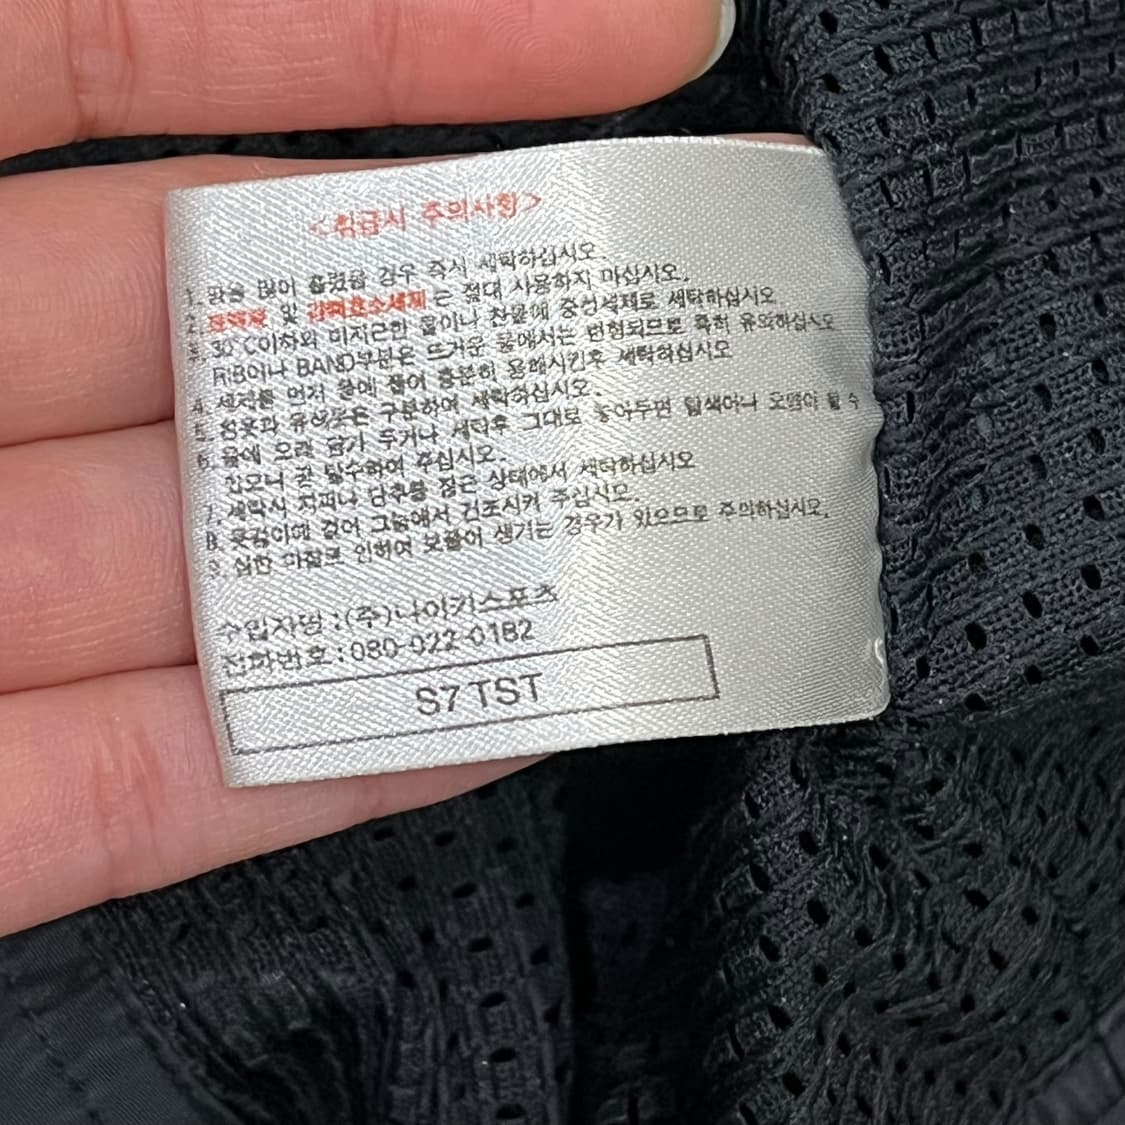 <취급시 주의사항>
1. 땀을 많이 흘렸을 경우 즉시 세탁하십시오.
2. 표백제 및 강력효소세제 는 절대 사용하지 마십시오.
3. 30°C이하의 미지근한 물이나 찬물에 중성세제로 세탁하십시오
RIB이나 BAND부분은 뜨거운 물에서는 변형되므로 특히 유의하십시오
4. 세제를 먼저 물에 풀어 충분히 용해시킨후 세탁하십시오
5. 흰옷과 유색옷은 구분하여 세탁하십시오.
6. 물에 오래 담가 두거나 세탁후 그대로 놓아두면 탈색이나 오염이 될 수
있으니 곧 탈수하여 주십시오.
7. 세탁시 지퍼나 단추를 잠근 상태에서 세탁하십시오
8. 옷걸이에 걸어 그늘에서 건조시켜 주십시오.
9. 심한 마찰로 인하여 보풀이 생기는 경우가 있으므로 주의하십시오.
수입자명 : (주)나이키스포츠
전화번호 : 080-022-0182
S7 TST